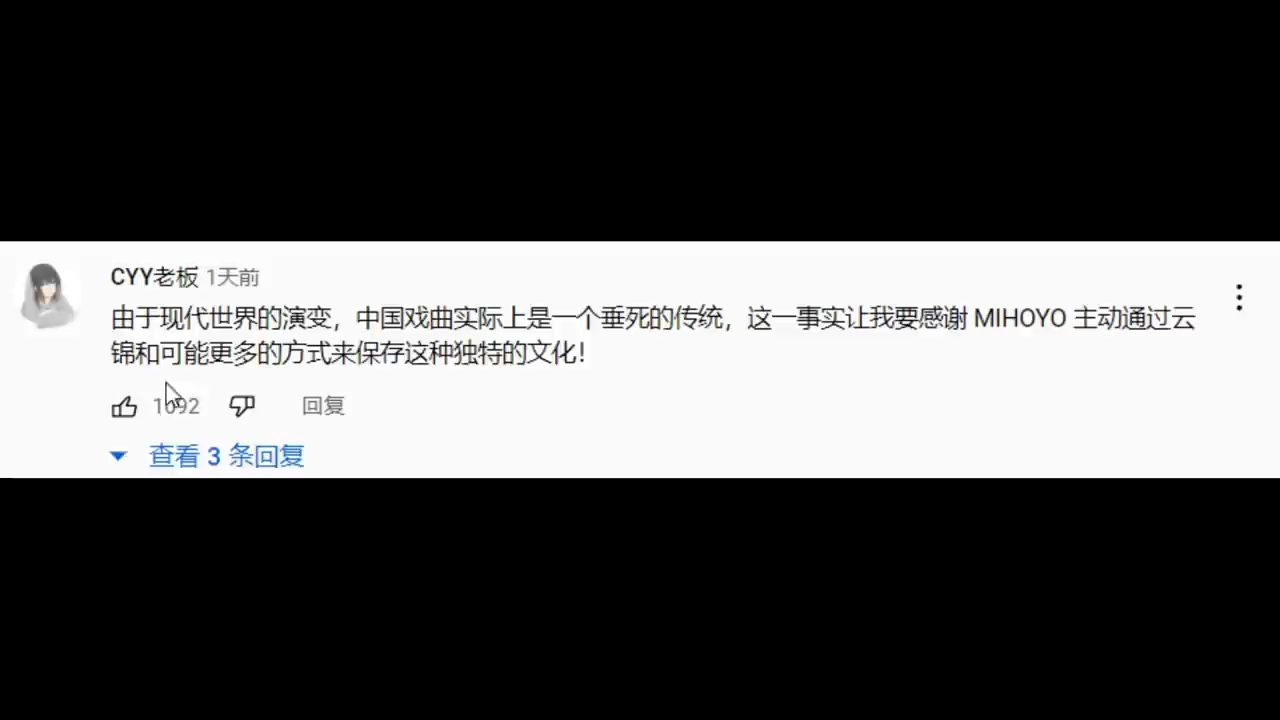 CYY老板 1天前
由于现代世界的演变，中国戏曲实际上是一个垂死的传统，这一事实让我要感谢 MIHOYO 主动通过云
锦和可能更多的方式来保存这种独特的文化！
1092 回复
查看 3 条回复